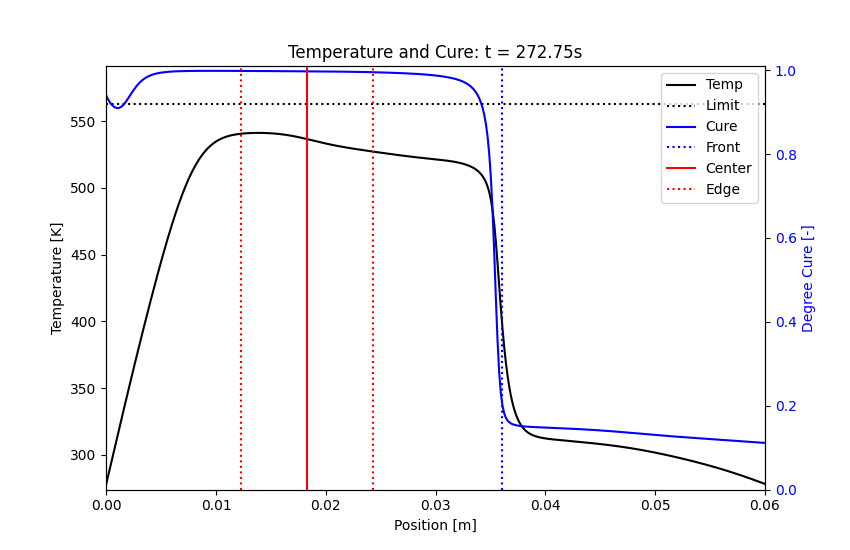 Temperature and Cure: t = 272.75s
Temperature [K]
550
500
450
400
350
300
0.00 0.01 0.02 0.03 0.04 0.05 0.06
Position [m]
1.0
0.8
0.6
0.4
0.2
0.0
Degree Cure [-]
Temp
Limit
Cure
Front
Center
Edge